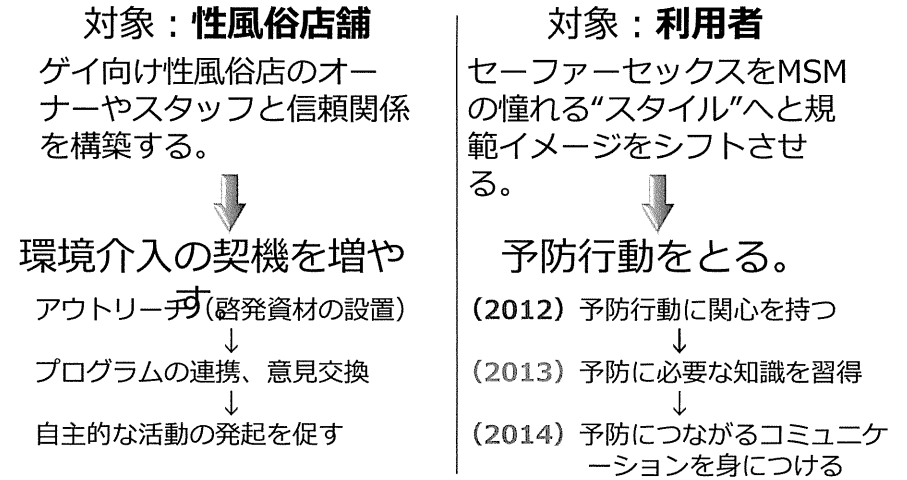 対象：性風俗店舗
ゲイ向け性風俗店のオー
ナーやスタッフと信頼関係
を構築する。
環境介入の契機を増や
す。
アウトリーチ（啓発資材の設置）
↓
プログラムの連携、意見交換
↓
自主的な活動の発起を促す
対象：利用者
セーファーセックスをMSM
の憧れる“スタイル”へと規
範イメージをシフトさせ
る。
予防行動をとる。
（2012）予防行動に関心を持つ
↓
（2013）予防に必要な知識を習得
↓
（2014）予防につながるコミュニケ
ーションを身につける